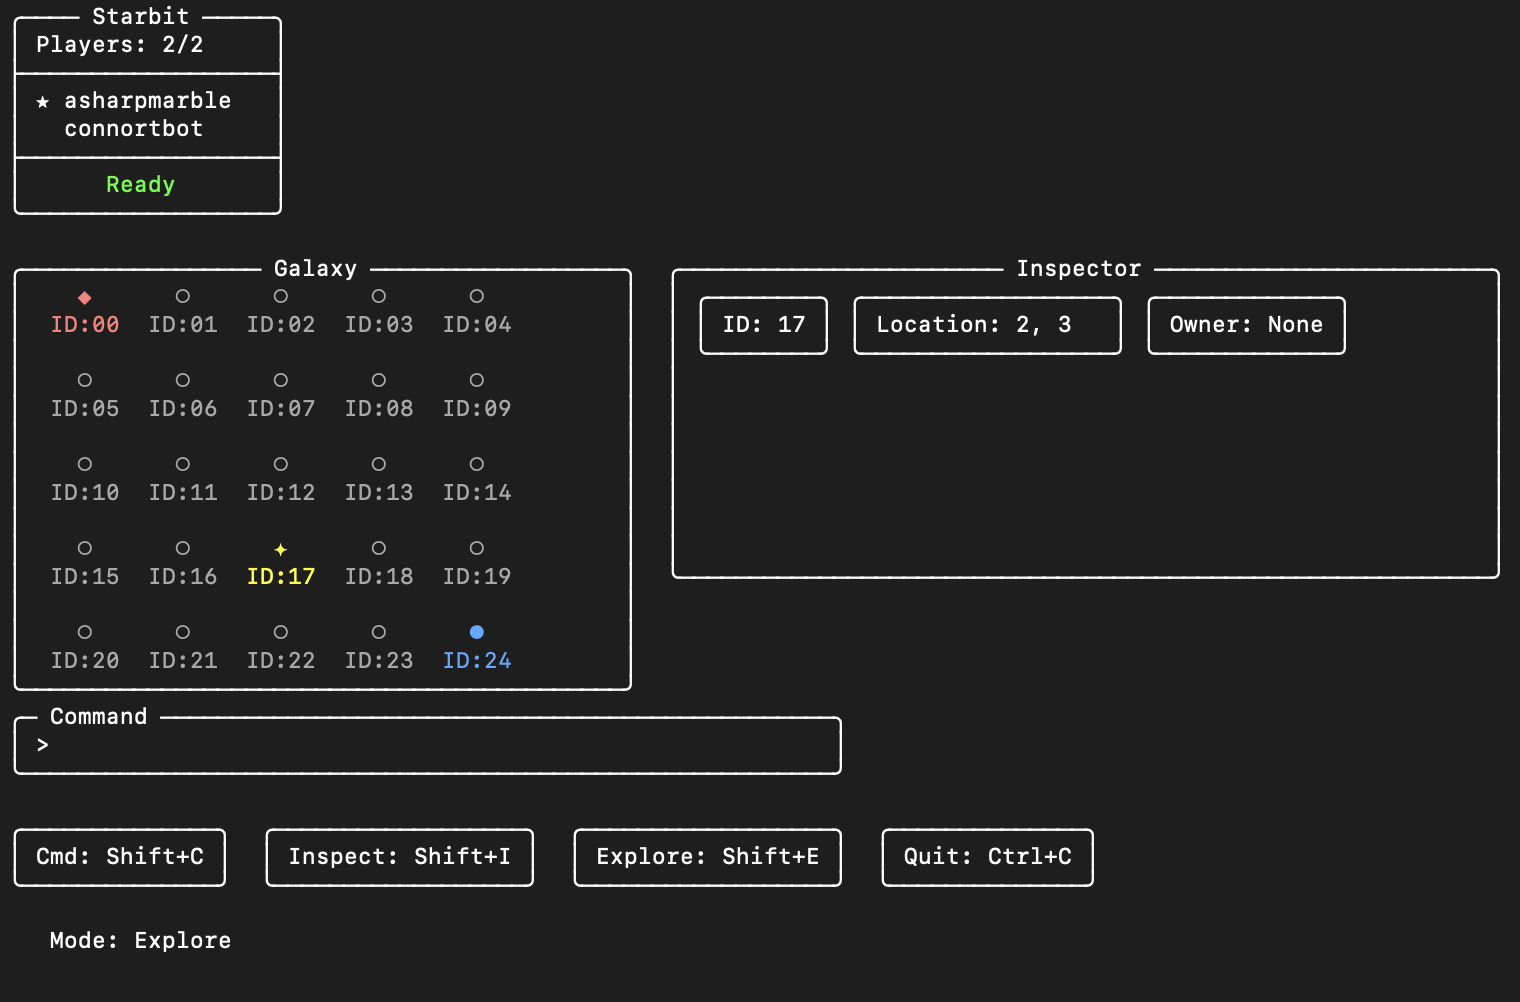 Starbit
Players: 2/2
★ asharpmarble
connortbot
Ready
Galaxy
ID:00 ID:01 ID:02 ID:03 ID:04
ID:05 ID:06 ID:07 ID:08 ID:09
ID:10 ID:11 ID:12 ID:13 ID:14
ID:15 ID:16 ID:17 ID:18 ID:19
ID:20 ID:21 ID:22 ID:23 ID:24
Inspector
ID: 17 Location: 2, 3 Owner: None
Command
>
Cmd: Shift+C Inspect: Shift+I Explore: Shift+E Quit: Ctrl+C
Mode: Explore